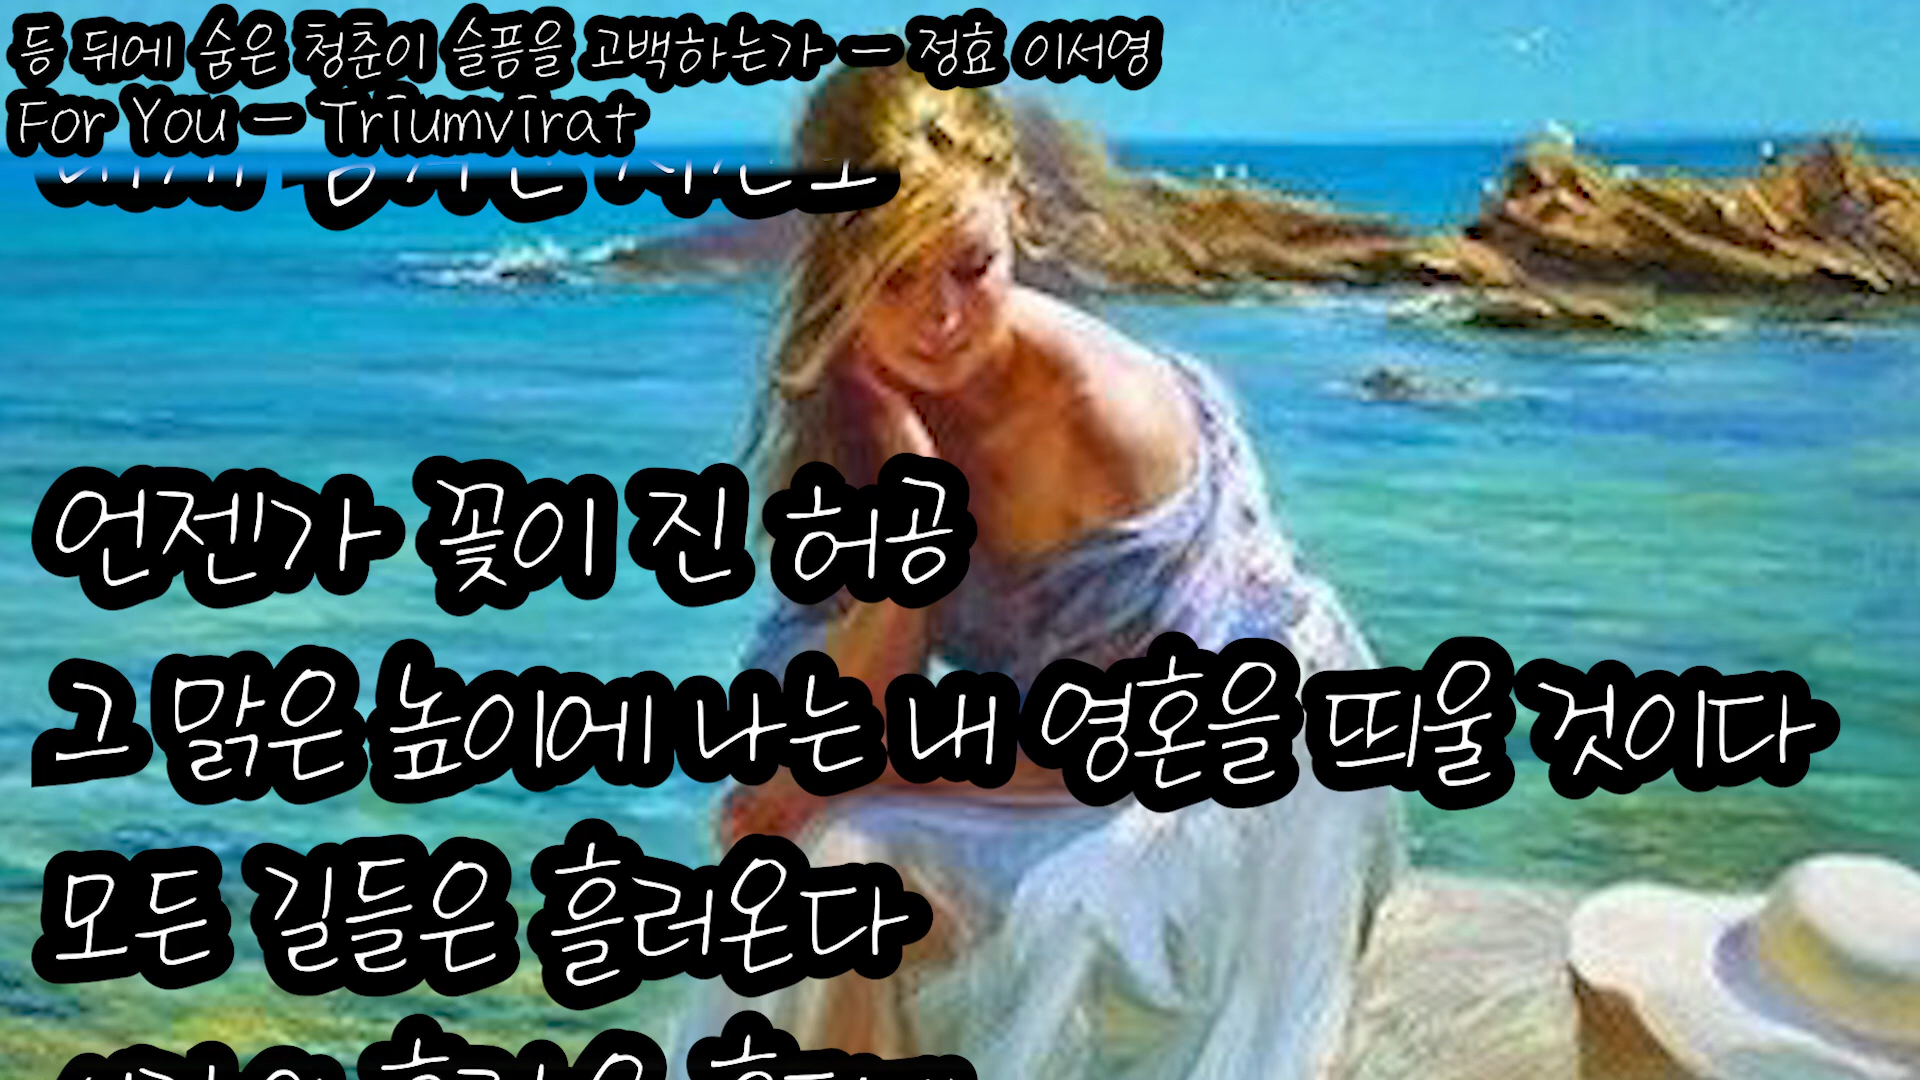 등 뒤에 숨은 청춘이 슬픔을 고백하는가 - 정효 이서영
For You - Triumvirat
언젠가 꽃이 진 허공
그 맑은 높이에 나는 내 영혼을 띄울 것이다
모든 길들은 흘러온다